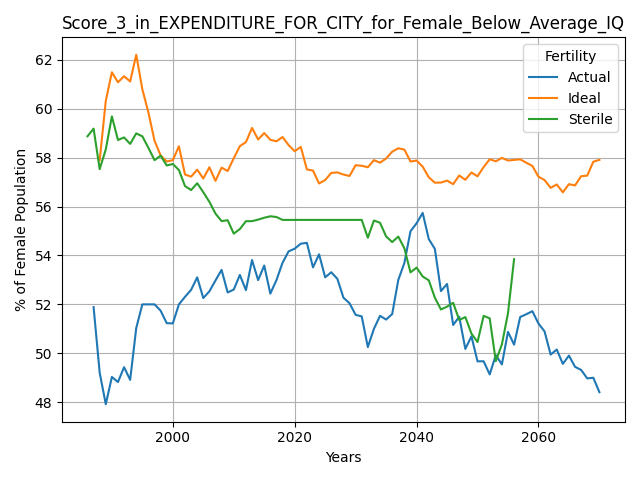 Score_3_in_EXPENDITURE_FOR_CITY_for_Female_Below_Average_IQ
% of Female Population
62
60
58
56
54
52
50
48
Fertility
Actual
Ideal
Sterile
2000
2020
2040
2060
Years